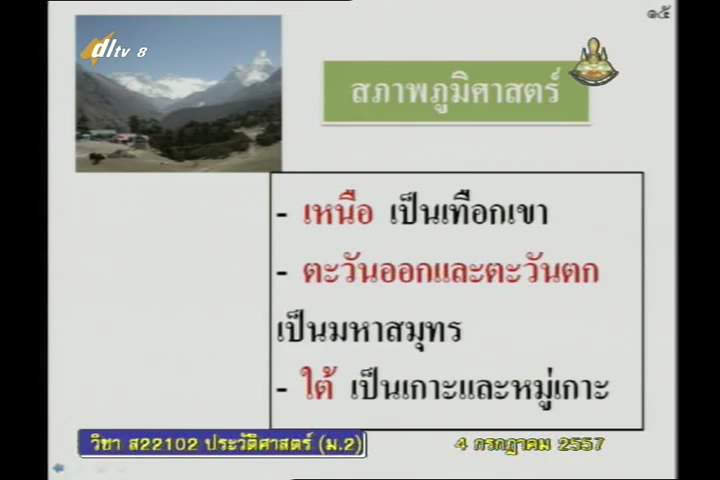 ๑๕
dltv 8
สภาพภูมิศาสตร์
- เหนือ เป็นเทือกเขา
- ตะวันออกและตะวันตก
เป็นมหาสมุทร
- ใต้ เป็นเกาะและหมู่เกาะ
วิชา ส22102 ประวัติศาสตร์ (ม.2)
4 กรกฎาคม 2557